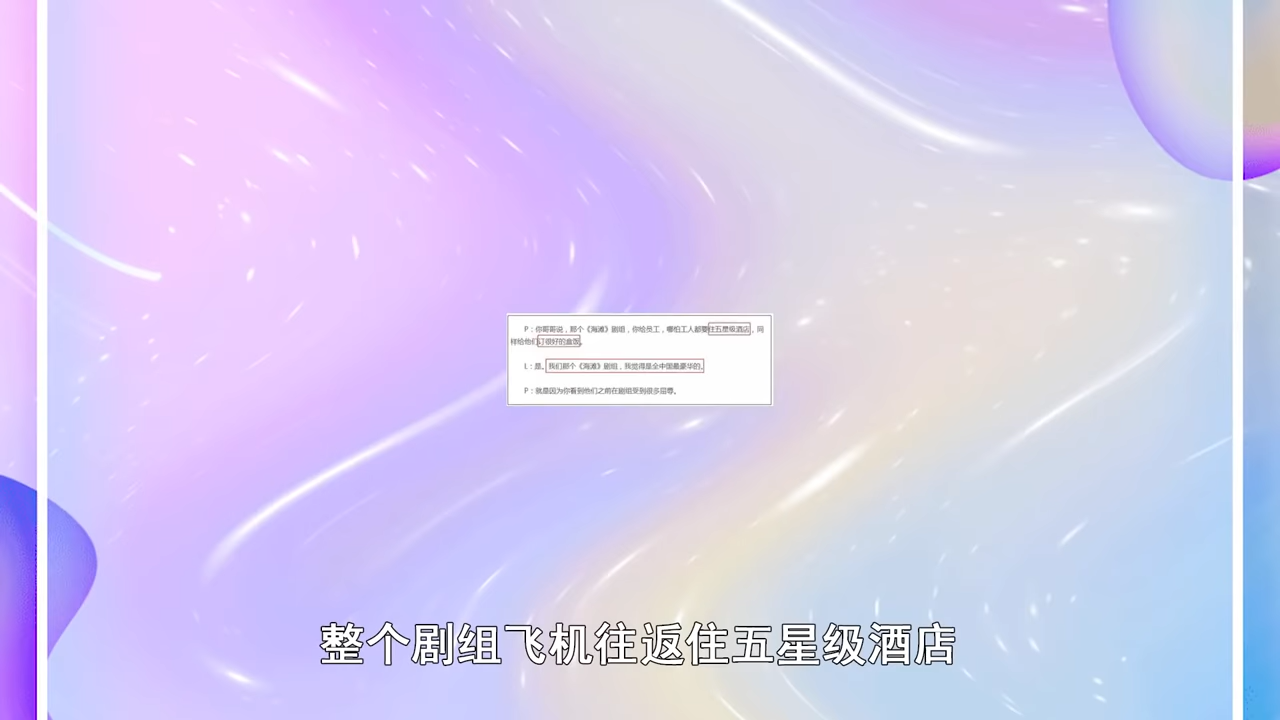 P：你哥哥说，那个《海滩》剧组，你给员工，哪怕工人都要住五星级酒店，同
样给他们订很好的盒饭。
L：是。我们那个《海滩》剧组，我觉得是全中国最豪华的。
P：就是因为你看到他们之前在剧组受到很多屈辱。
整个剧组飞机往返住五星级酒店